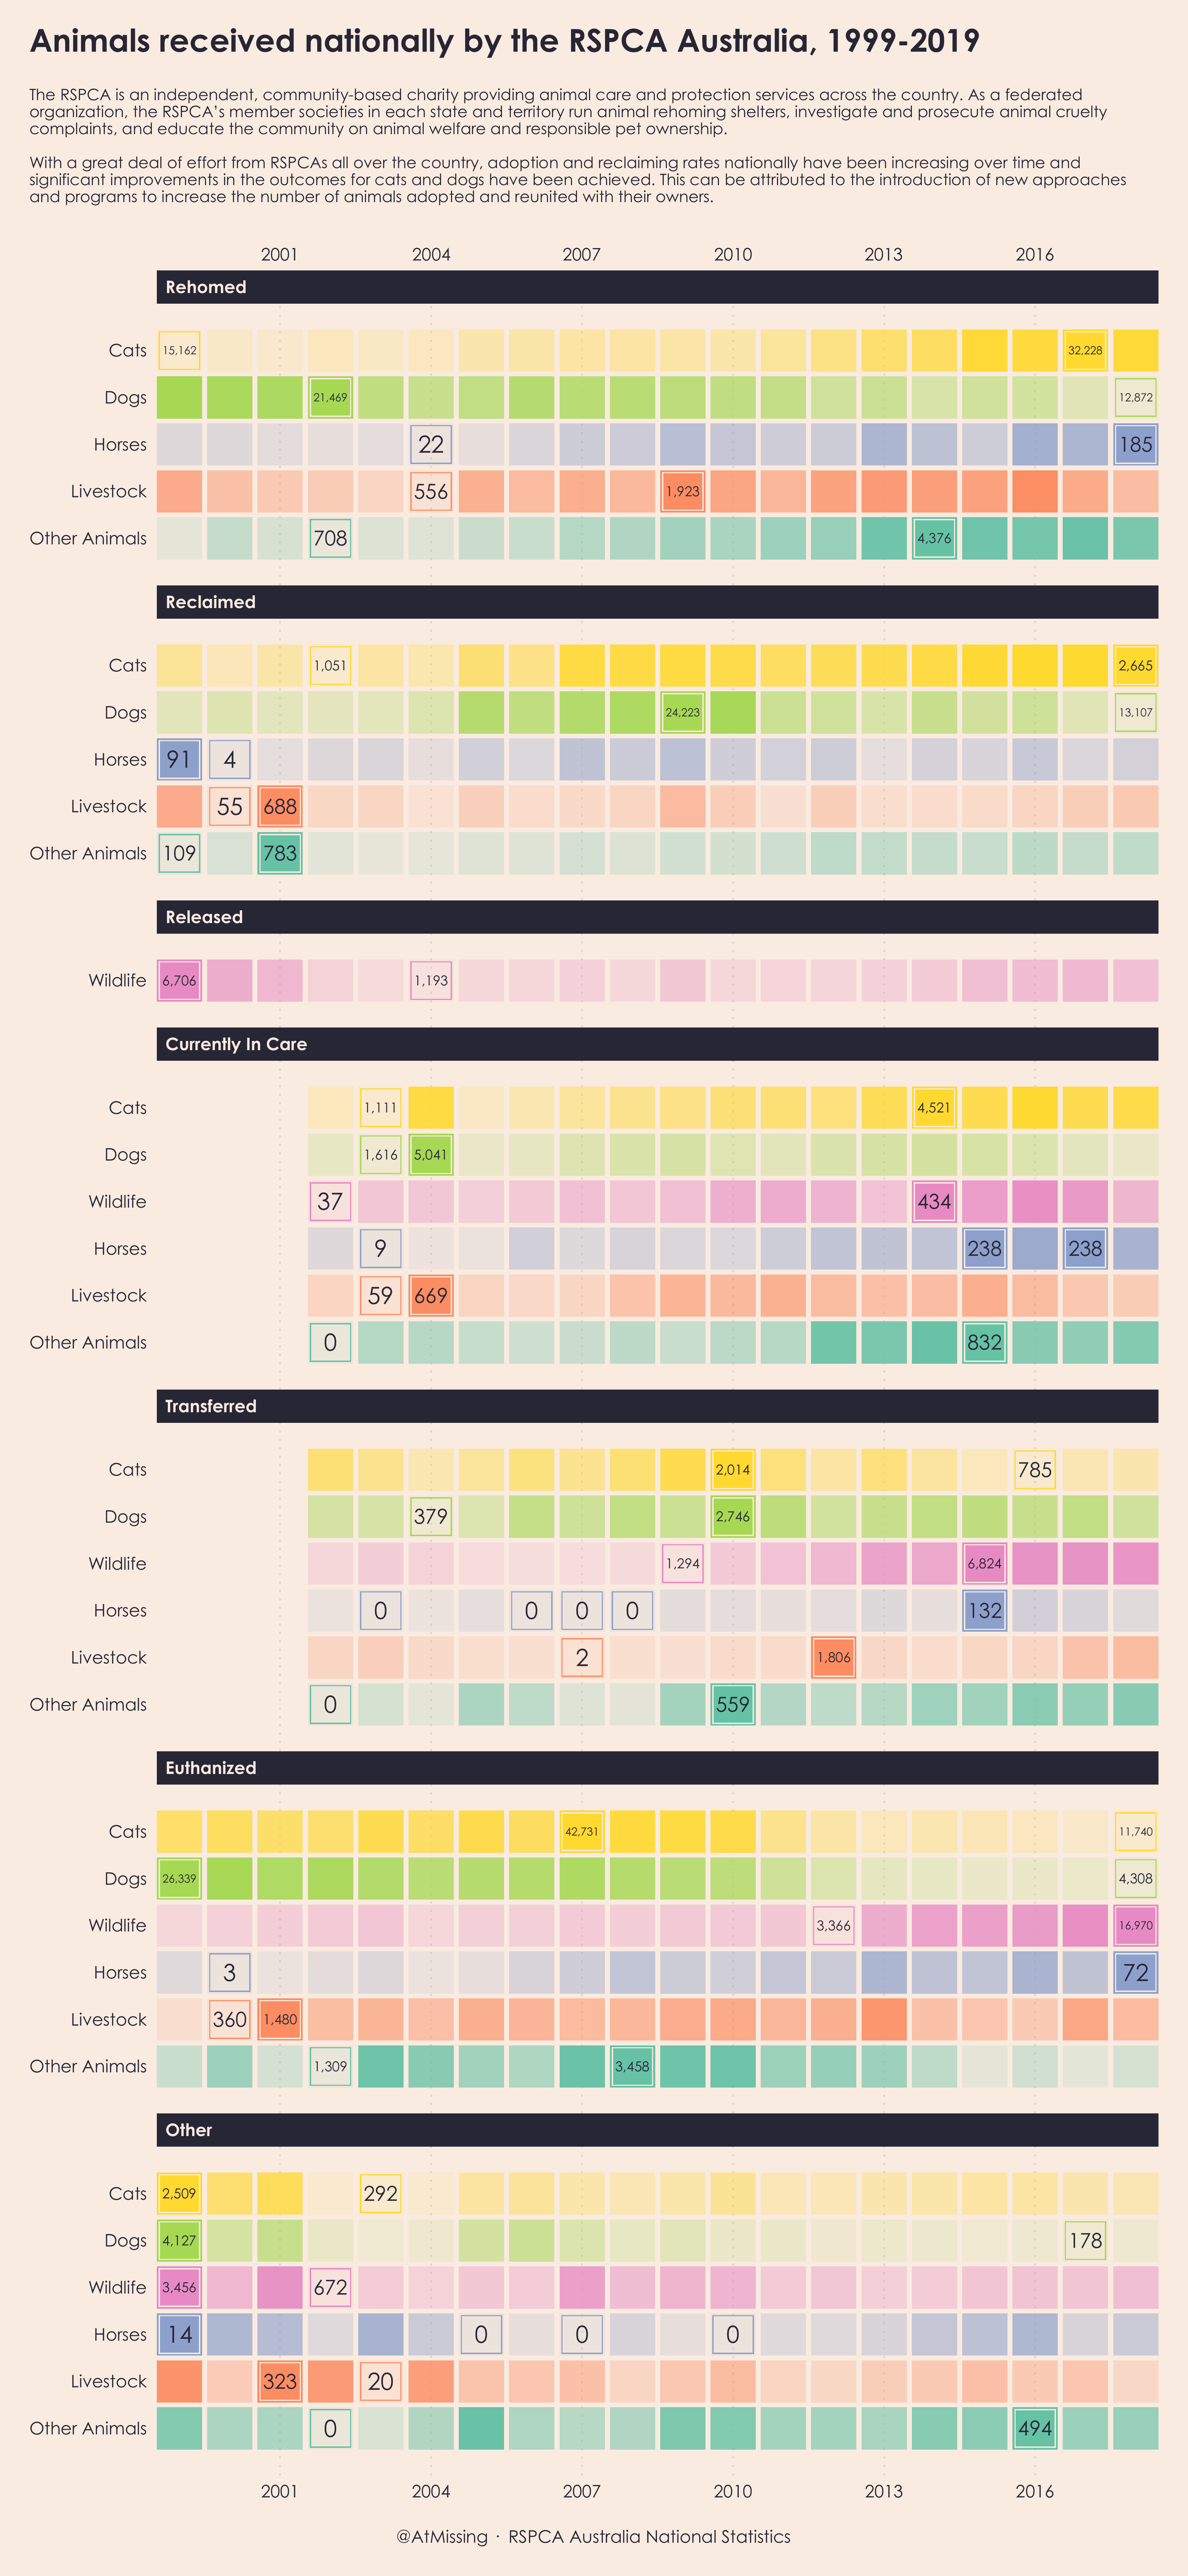 Animals received nationally by the RSPCA Australia, 1999-2019
The RSPCA is an independent, community-based charity providing animal care and protection services across the country. As a federated
organization, the RSPCA's member societies in each state and territory run animal rehoming shelters, investigate and prosecute animal cruelty
complaints, and educate the community on animal welfare and responsible pet ownership.
With a great deal of effort from RSPCAs all over the country, adoption and reclaiming rates nationally have been increasing over time and
significant improvements in the outcomes for cats and dogs have been achieved. This can be attributed to the introduction of new approaches
and programs to increase the number of animals adopted and reunited with their owners.
2001 2004 2007 2010 2013 2016
Rehomed
Cats 15,162 32,228
Dogs 21,469 12,872
Horses 22 185
Livestock 556 1,923
Other Animals 708 4,376
Reclaimed
Cats 1,051 2,665
Dogs 24,223 13,107
Horses 91 4
Livestock 55 688
Other Animals 109 783
Released
Wildlife 6,706 1,193
Currently In Care
Cats 1,111 4,521
Dogs 1,616 5,041
Wildlife 37 434
Horses 9 238 238
Livestock 59 669
Other Animals 0 832
Transferred
Cats 2,014 785
Dogs 379 2,746
Wildlife 1,294 6,824
Horses 0 0 0 0 132
Livestock 2 1,806
Other Animals 0 559
Euthanized
Cats 42,731 11,740
Dogs 26,339 4,308
Wildlife 3,366 16,970
Horses 3 72
Livestock 360 1,480
Other Animals 1,309 3,458
Other
Cats 2,509 292
Dogs 4,127 178
Wildlife 3,456 672
Horses 14 0 0 0
Livestock 323 20
Other Animals 0 494
2001 2004 2007 2010 2013 2016
@AtMissing · RSPCA Australia National Statistics